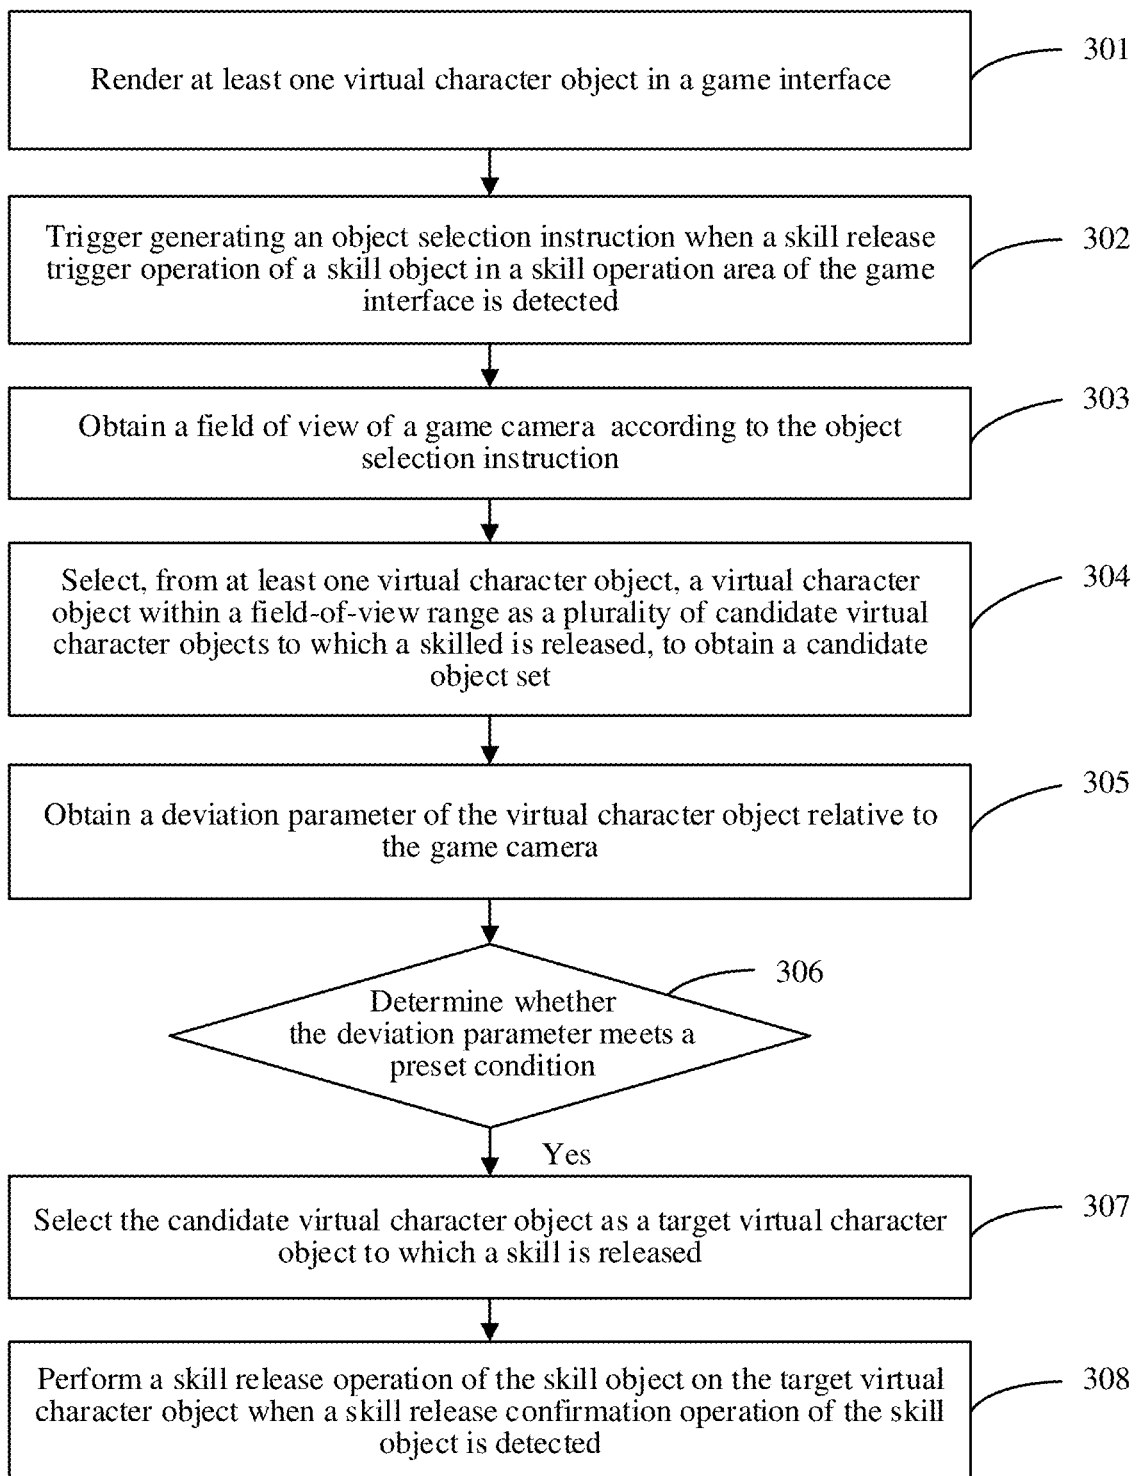 Render at least one virtual character object in a game interface
301
Trigger generating an object selection instruction when a skill release
trigger operation of a skill object in a skill operation area of the game
interface is detected
302
Obtain a field of view of a game camera according to the object
selection instruction
303
Select, from at least one virtual character object, a virtual character
object within a field-of-view range as a plurality of candidate virtual
character objects to which a skilled is released, to obtain a candidate
object set
304
Obtain a deviation parameter of the virtual character object relative to
the game camera
305
306
Determine whether
the deviation parameter meets a
preset condition
Yes
Select the candidate virtual character object as a target virtual character
object to which a skill is released
307
Perform a skill release operation of the skill object on the target virtual
character object when a skill release confirmation operation of the skill
object is detected
308